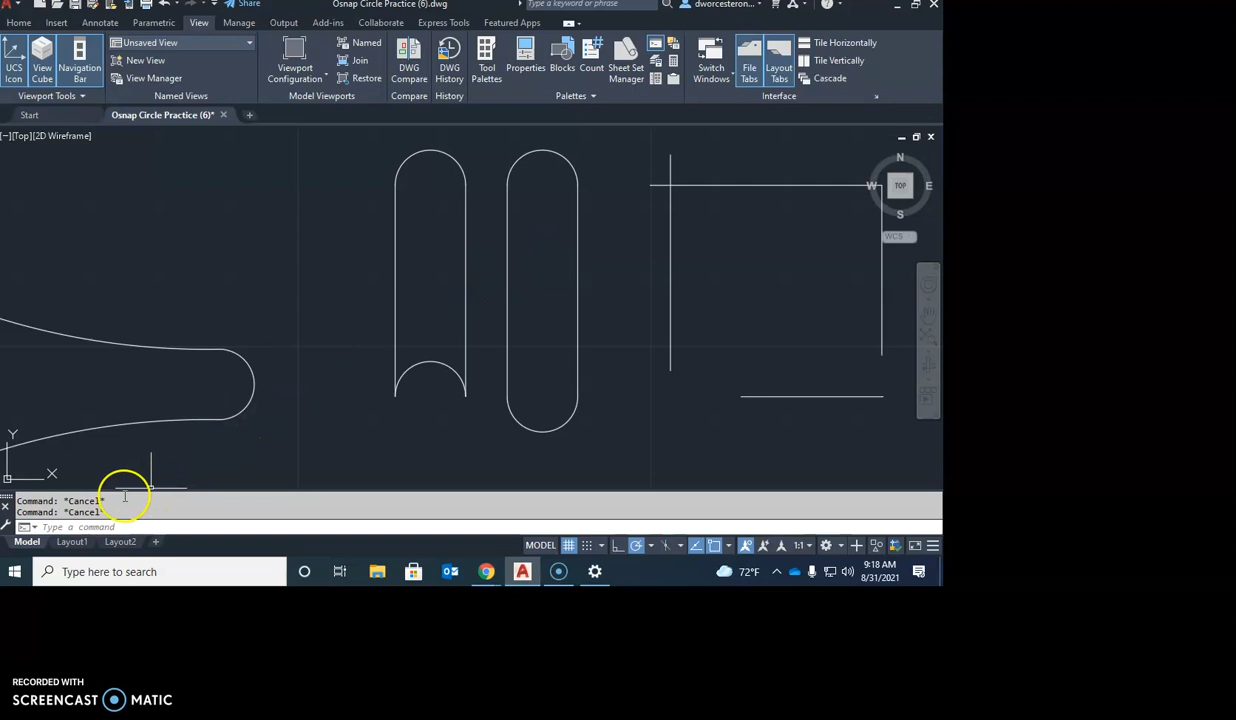 Share
Osnap Circle Practice (6).dwg
Type a keyword or phrase
dworcesteron...
Home Insert Annotate Parametric View Manage Output Add-ins Collaborate Express Tools Featured Apps
UCS Icon
View Cube
Navigation Bar
Viewport Tools
Unsaved View
New View
View Manager
Named Views
Viewport Configuration
Named
Join
Restore
Model Viewports
DWG Compare
Compare
DWG History
History
Tool Palettes
Properties
Blocks
Count
Sheet Set Manager
Palettes
Switch Windows
File Tabs
Layout Tabs
Tile Horizontally
Tile Vertically
Cascade
Interface
Start
Osnap Circle Practice (6)*
[−][Top][2D Wireframe]
N
W TOP E
S
WCS
Y
X
Command: *Cancel*
Command: *Cancel*
Type a command
Model Layout1 Layout2
MODEL
1:1
Type here to search
72°F
9:18 AM
8/31/2021
RECORDED WITH
SCREENCAST MATIC